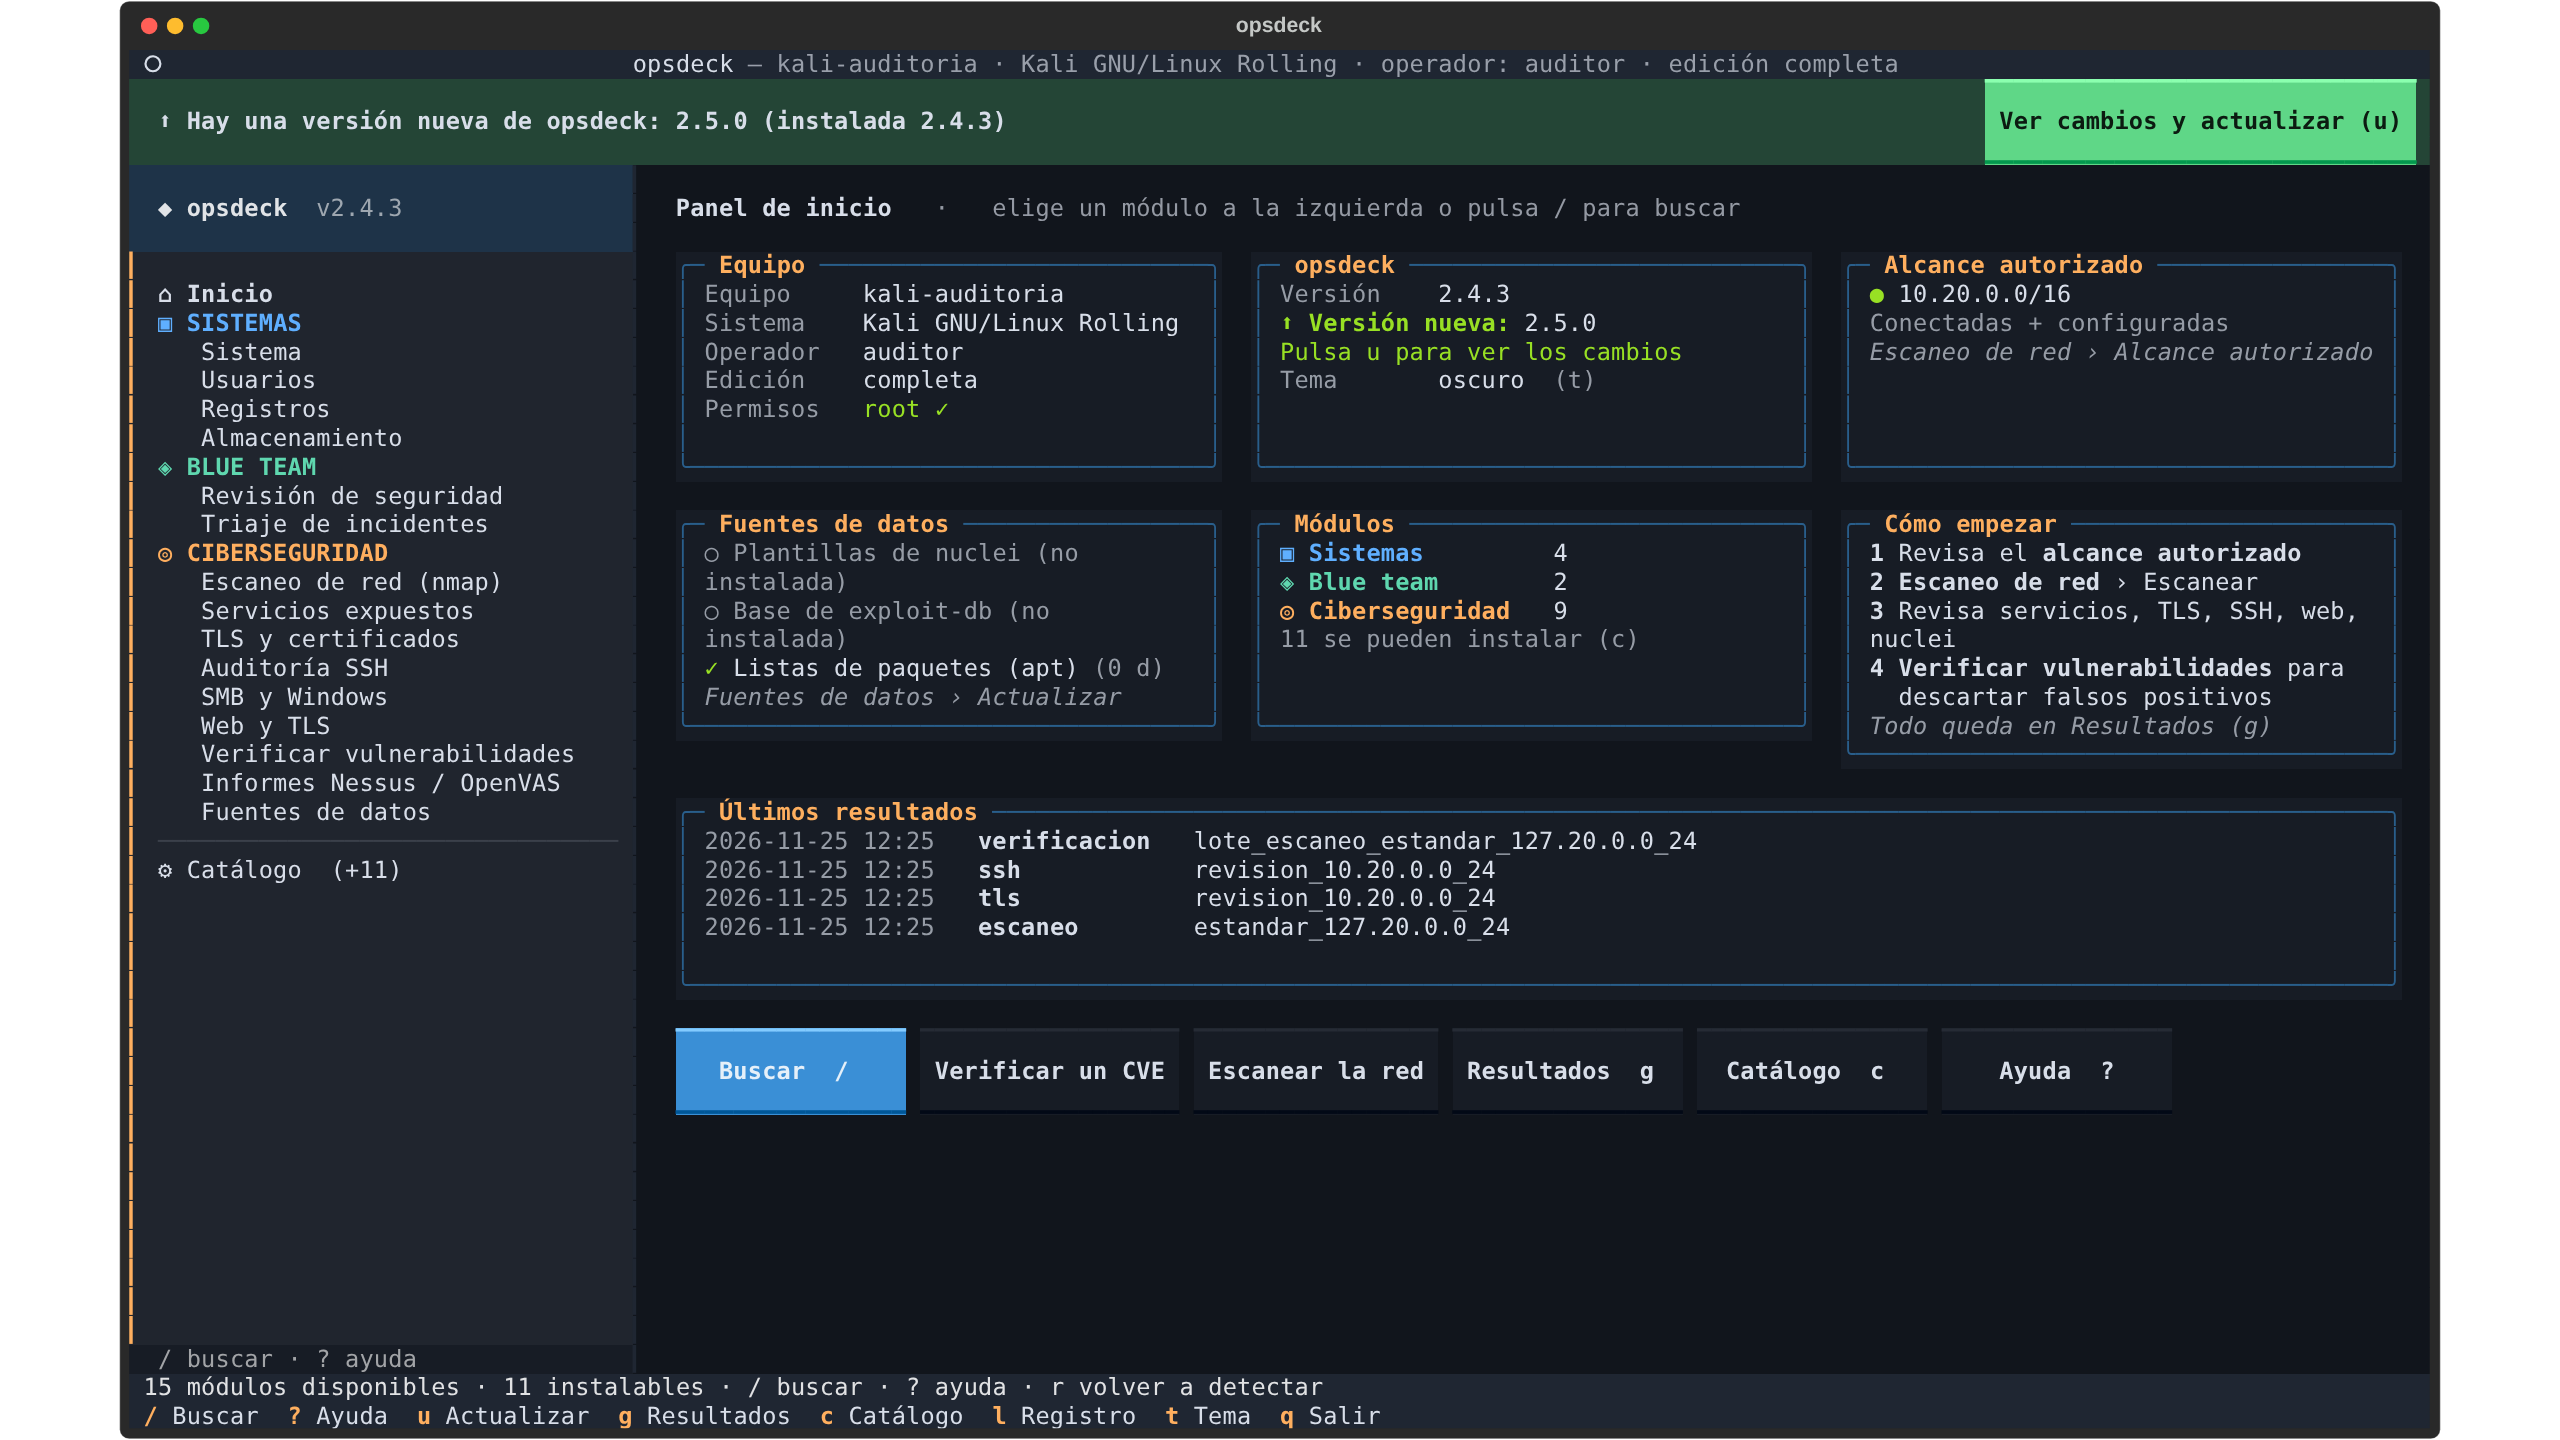 opsdeck
opsdeck — kali-auditoria · Kali GNU/Linux Rolling · operador: auditor · edición completa
⬆ Hay una versión nueva de opsdeck: 2.5.0 (instalada 2.4.3)
Ver cambios y actualizar (u)
◆ opsdeck v2.4.3
⌂ Inicio
▣ SISTEMAS
Sistema
Usuarios
Registros
Almacenamiento
◈ BLUE TEAM
Revisión de seguridad
Triaje de incidentes
◎ CIBERSEGURIDAD
Escaneo de red (nmap)
Servicios expuestos
TLS y certificados
Auditoría SSH
SMB y Windows
Web y TLS
Verificar vulnerabilidades
Informes Nessus / OpenVAS
Fuentes de datos
⚙ Catálogo (+11)
/ buscar · ? ayuda
Panel de inicio · elige un módulo a la izquierda o pulsa / para buscar
Equipo
Equipo kali-auditoria
Sistema Kali GNU/Linux Rolling
Operador auditor
Edición completa
Permisos root ✓
opsdeck
Versión 2.4.3
⬆ Versión nueva: 2.5.0
Pulsa u para ver los cambios
Tema oscuro (t)
Alcance autorizado
● 10.20.0.0/16
Conectadas + configuradas
Escaneo de red › Alcance autorizado
Fuentes de datos
○ Plantillas de nuclei (no
instalada)
○ Base de exploit-db (no
instalada)
✓ Listas de paquetes (apt) (0 d)
Fuentes de datos › Actualizar
Módulos
▣ Sistemas 4
◈ Blue team 2
◎ Ciberseguridad 9
11 se pueden instalar (c)
Cómo empezar
1 Revisa el alcance autorizado
2 Escaneo de red › Escanear
3 Revisa servicios, TLS, SSH, web,
nuclei
4 Verificar vulnerabilidades para
descartar falsos positivos
Todo queda en Resultados (g)
Últimos resultados
2026-11-25 12:25 verificacion lote_escaneo_estandar_127.20.0.0_24
2026-11-25 12:25 ssh revision_10.20.0.0_24
2026-11-25 12:25 tls revision_10.20.0.0_24
2026-11-25 12:25 escaneo estandar_127.20.0.0_24
Buscar /
Verificar un CVE
Escanear la red
Resultados g
Catálogo c
Ayuda ?
15 módulos disponibles · 11 instalables · / buscar · ? ayuda · r volver a detectar
/ Buscar ? Ayuda u Actualizar g Resultados c Catálogo l Registro t Tema q Salir